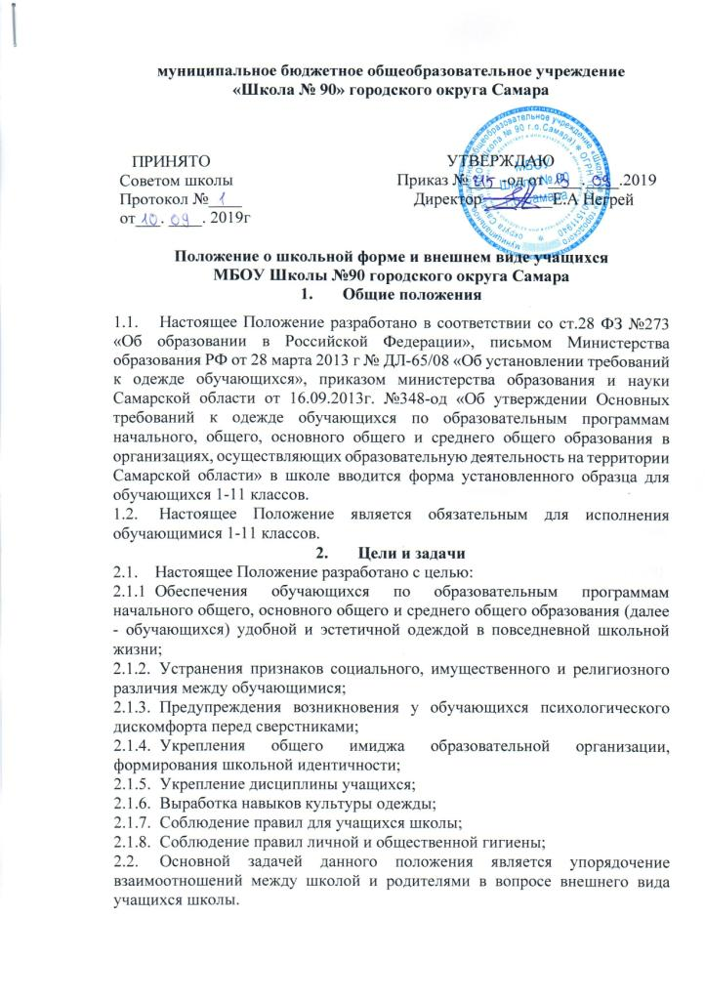 муниципальное бюджетное общеобразовательное учреждение
«Школа № 90» городского округа Самара
ПРИНЯТО
Советом школы
Протокол № 1
от 10 . 09 . 2019г
УТВЕРЖДАЮ
Приказ № -од от . 09 .2019
Директор Е.А Негрей
МБОУ
Школа № 90
г.о. Самара
Положение о школьной форме и внешнем виде учащихся
МБОУ Школы №90 городского округа Самара
1. Общие положения
1.1. Настоящее Положение разработано в соответствии со ст.28 ФЗ №273
«Об образовании в Российской Федерации», письмом Министерства
образования РФ от 28 марта 2013 г № ДЛ-65/08 «Об установлении требований
к одежде обучающихся», приказом министерства образования и науки
Самарской области от 16.09.2013г. №348-од «Об утверждении Основных
требований к одежде обучающихся по образовательным программам
начального, общего, основного общего и среднего общего образования в
организациях, осуществляющих образовательную деятельность на территории
Самарской области» в школе вводится форма установленного образца для
обучающихся 1-11 классов.
1.2. Настоящее Положение является обязательным для исполнения
обучающимися 1-11 классов.
2. Цели и задачи
2.1. Настоящее Положение разработано с целью:
2.1.1 Обеспечения обучающихся по образовательным программам
начального общего, основного общего и среднего общего образования (далее
- обучающихся) удобной и эстетичной одеждой в повседневной школьной
жизни;
2.1.2. Устранения признаков социального, имущественного и религиозного
различия между обучающимися;
2.1.3. Предупреждения возникновения у обучающихся психологического
дискомфорта перед сверстниками;
2.1.4. Укрепления общего имиджа образовательной организации,
формирования школьной идентичности;
2.1.5. Укрепление дисциплины учащихся;
2.1.6. Выработка навыков культуры одежды;
2.1.7. Соблюдение правил для учащихся школы;
2.1.8. Соблюдение правил личной и общественной гигиены;
2.2. Основной задачей данного положения является упорядочение
взаимоотношений между школой и родителями в вопросе внешнего вида
учащихся школы.